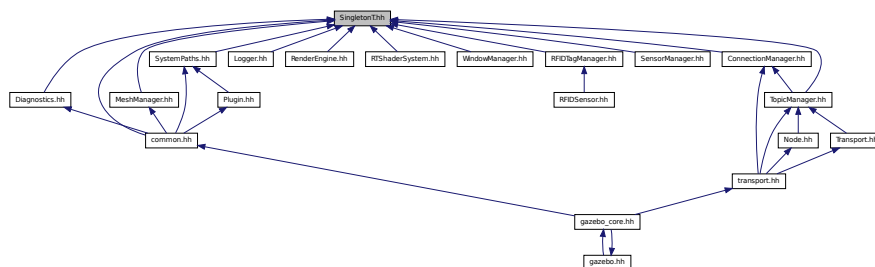 SingletonT.hh
SystemPaths.hh
Logger.hh
RenderEngine.hh
RTShaderSystem.hh
WindowManager.hh
RFIDTagManager.hh
SensorManager.hh
ConnectionManager.hh
Diagnostics.hh
MeshManager.hh
Plugin.hh
RFIDSensor.hh
TopicManager.hh
common.hh
Node.hh
Transport.hh
transport.hh
gazebo_core.hh
gazebo.hh